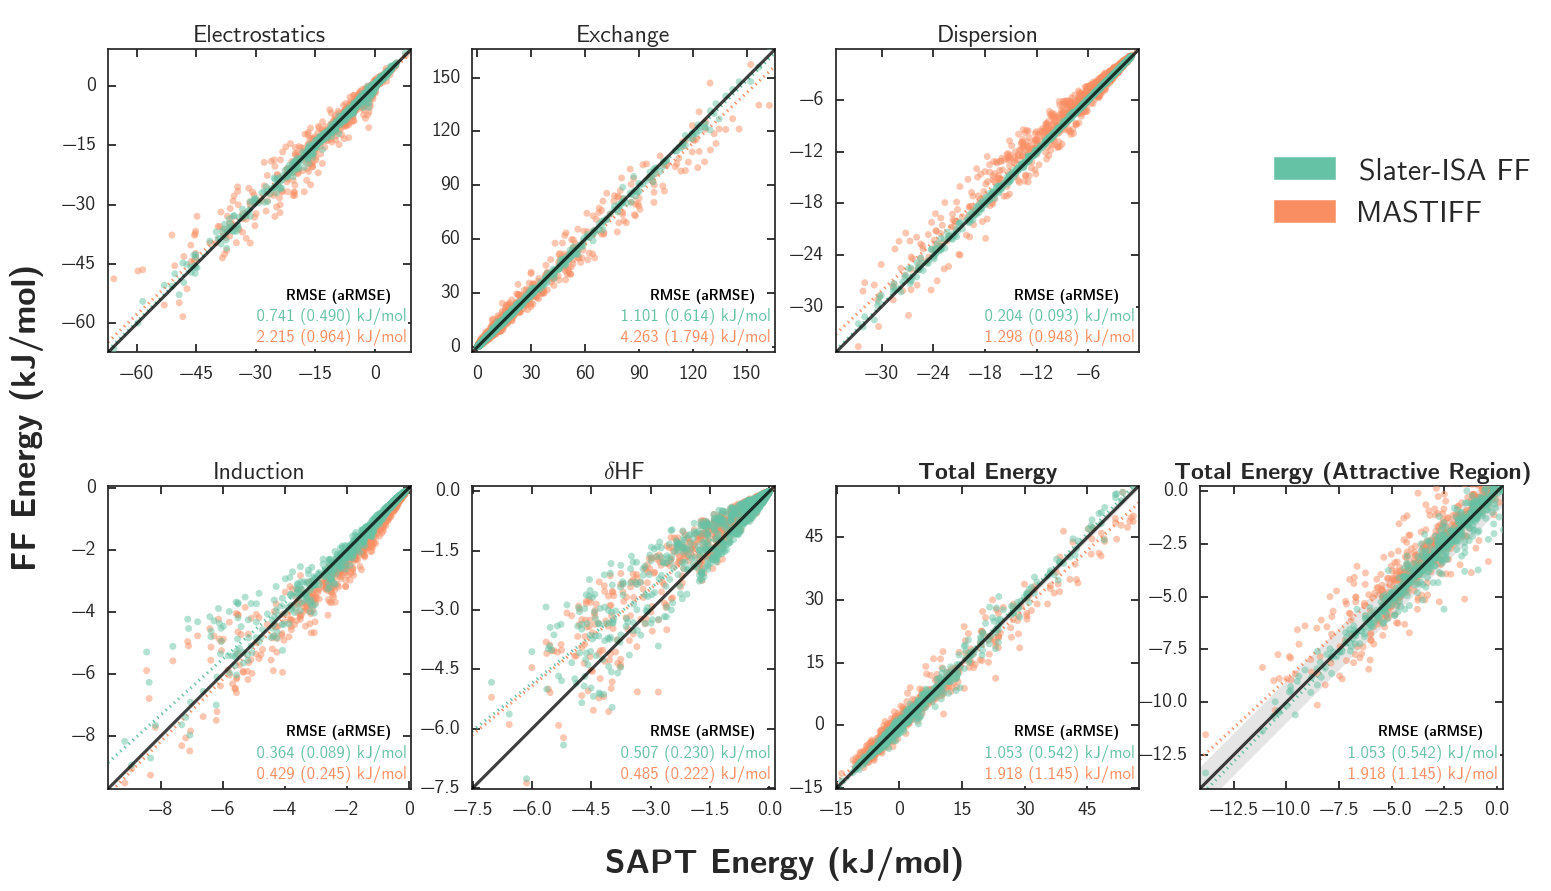 Electrostatics
Exchange
Dispersion
0
−15
−30
−45
−60
150
120
90
60
30
0
−6
−12
−18
−24
−30
RMSE (aRMSE)
0.741 (0.490) kJ/mol
2.215 (0.964) kJ/mol
RMSE (aRMSE)
1.101 (0.614) kJ/mol
4.263 (1.794) kJ/mol
RMSE (aRMSE)
0.204 (0.093) kJ/mol
1.298 (0.948) kJ/mol
−60 −45 −30 −15 0
0 30 60 90 120 150
−30 −24 −18 −12 −6
Slater-ISA FF
MASTIFF
FF Energy (kJ/mol)
Induction
δHF
Total Energy
Total Energy (Attractive Region)
0
−2
−4
−6
−8
0.0
−1.5
−3.0
−4.5
−6.0
−7.5
45
30
15
0
−15
0.0
−2.5
−5.0
−7.5
−10.0
−12.5
RMSE (aRMSE)
0.364 (0.089) kJ/mol
0.429 (0.245) kJ/mol
RMSE (aRMSE)
0.507 (0.230) kJ/mol
0.485 (0.222) kJ/mol
RMSE (aRMSE)
1.053 (0.542) kJ/mol
1.918 (1.145) kJ/mol
RMSE (aRMSE)
1.053 (0.542) kJ/mol
1.918 (1.145) kJ/mol
−8 −6 −4 −2 0
−7.5 −6.0 −4.5 −3.0 −1.5 0.0
−15 0 15 30 45
−12.5 −10.0 −7.5 −5.0 −2.5 0.0
SAPT Energy (kJ/mol)